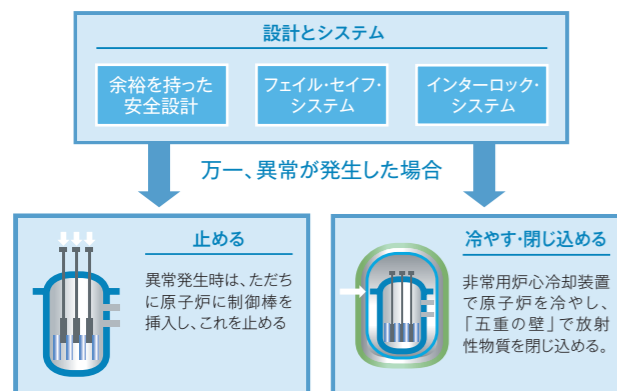 設計とシステム
余裕を持った
安全設計
フェイル・セイフ・
システム
インターロック・
システム
万一、異常が発生した場合
止める
異常発生時は、ただち
に原子炉に制御棒を
挿入し、これを止める
冷やす・閉じ込める
非常用炉心冷却装置
で原子炉を冷やし、
「五重の壁」で放射
性物質を閉じ込める。